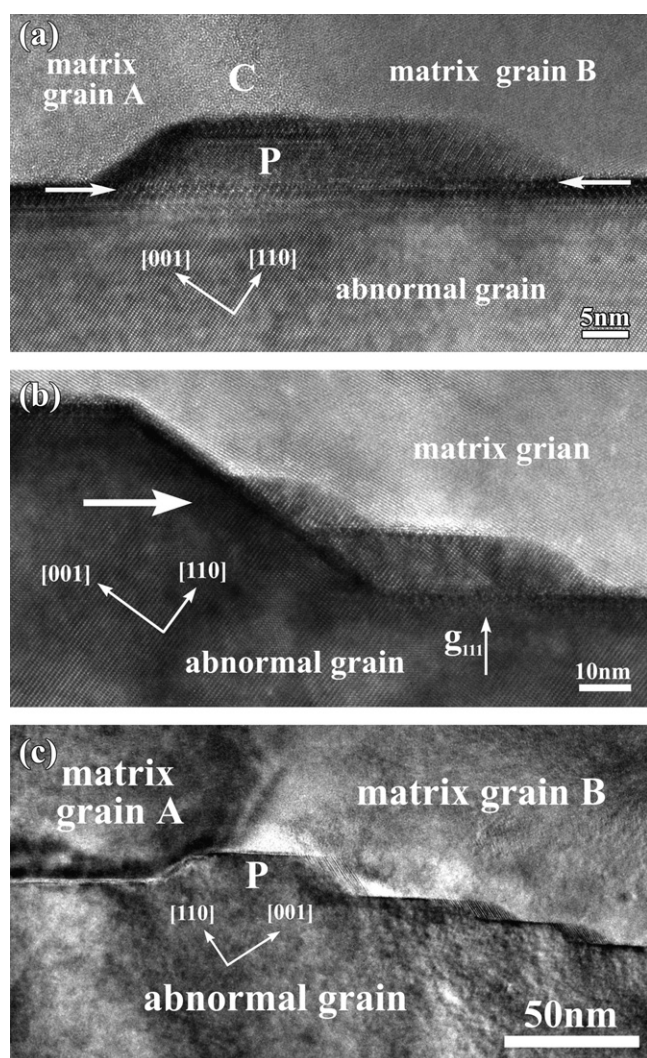 (a)
matrix
grain A
C
matrix grain B
P
[001]
[110]
abnormal grain
5nm
(b)
matrix grian
[001]
[110]
abnormal grain
g111
10nm
(c)
matrix
grain A
matrix grain B
P
[110]
[001]
abnormal grain
50nm